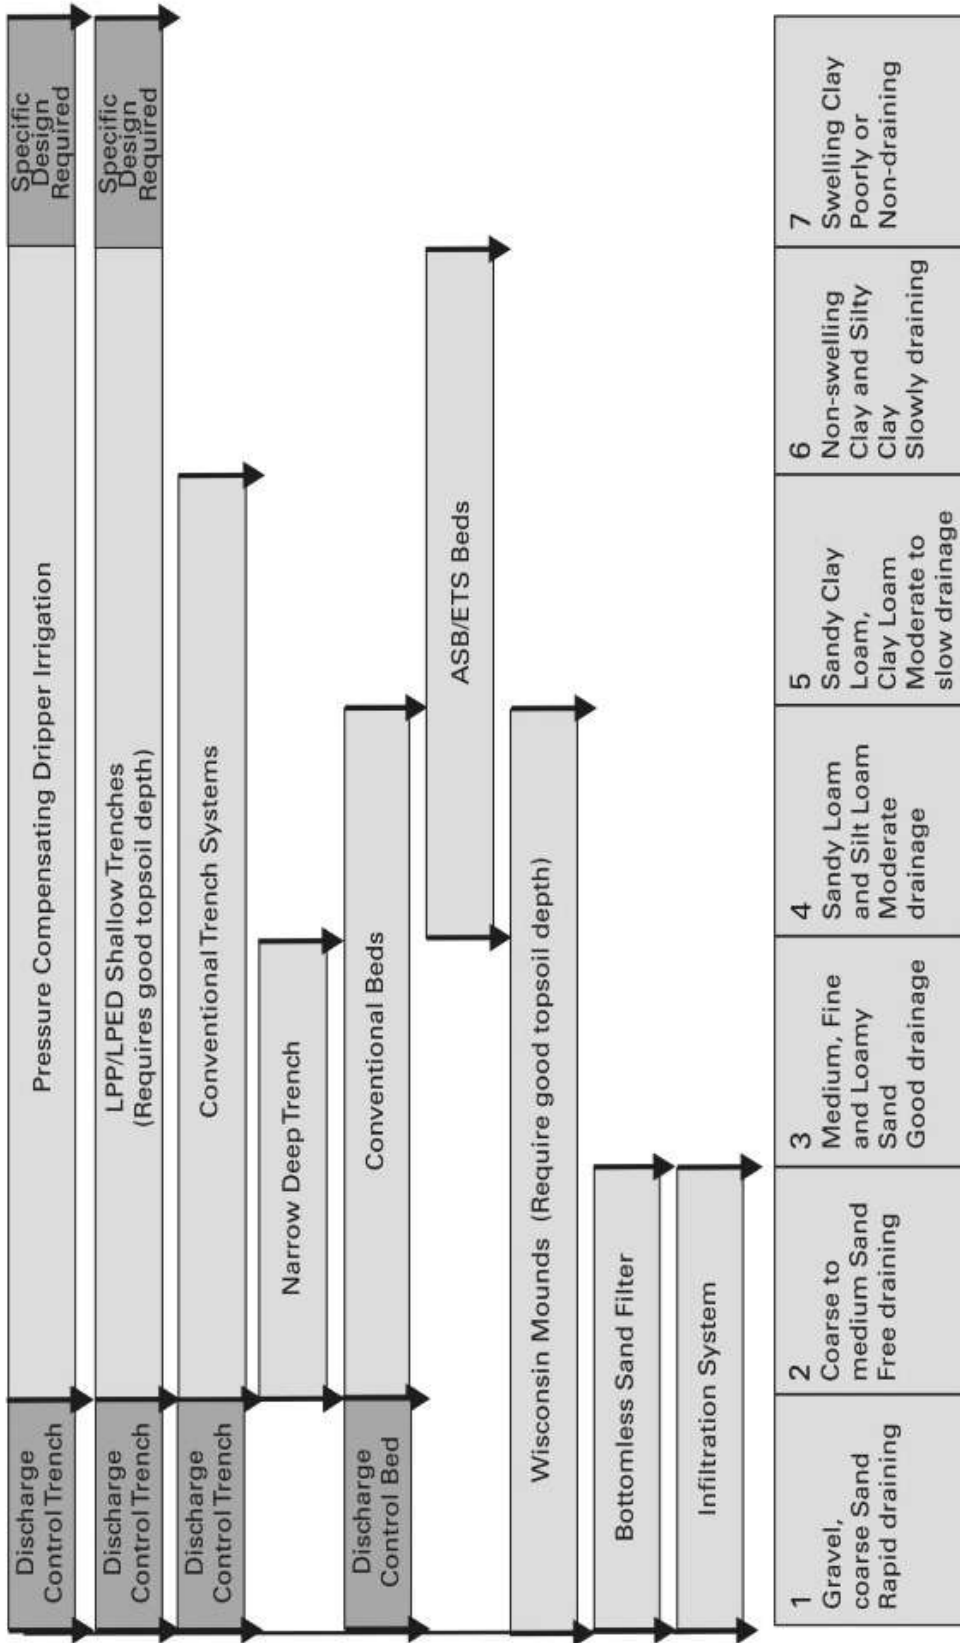 Discharge
Control Trench
Pressure Compensating Dripper Irrigation
Specific
Design
Required
Discharge
Control Trench
LPP/LPED Shallow Trenches
(Requires good topsoil depth)
Specific
Design
Required
Discharge
Control Trench
Conventional Trench Systems
Narrow Deep Trench
Discharge
Control Bed
Conventional Beds
ASB/ETS Beds
Wisconsin Mounds (Require good topsoil depth)
Bottomless Sand Filter
Infiltration System
1
Gravel,
coarse Sand
Rapid draining
2
Coarse to
medium Sand
Free draining
3
Medium, Fine
and Loamy
Sand
Good drainage
4
Sandy Loam
and Silt Loam
Moderate
drainage
5
Sandy Clay
Loam,
Clay Loam
Moderate to
slow drainage
6
Non-swelling
Clay and Silty
Clay
Slowly draining
7
Swelling Clay
Poorly or
Non-draining